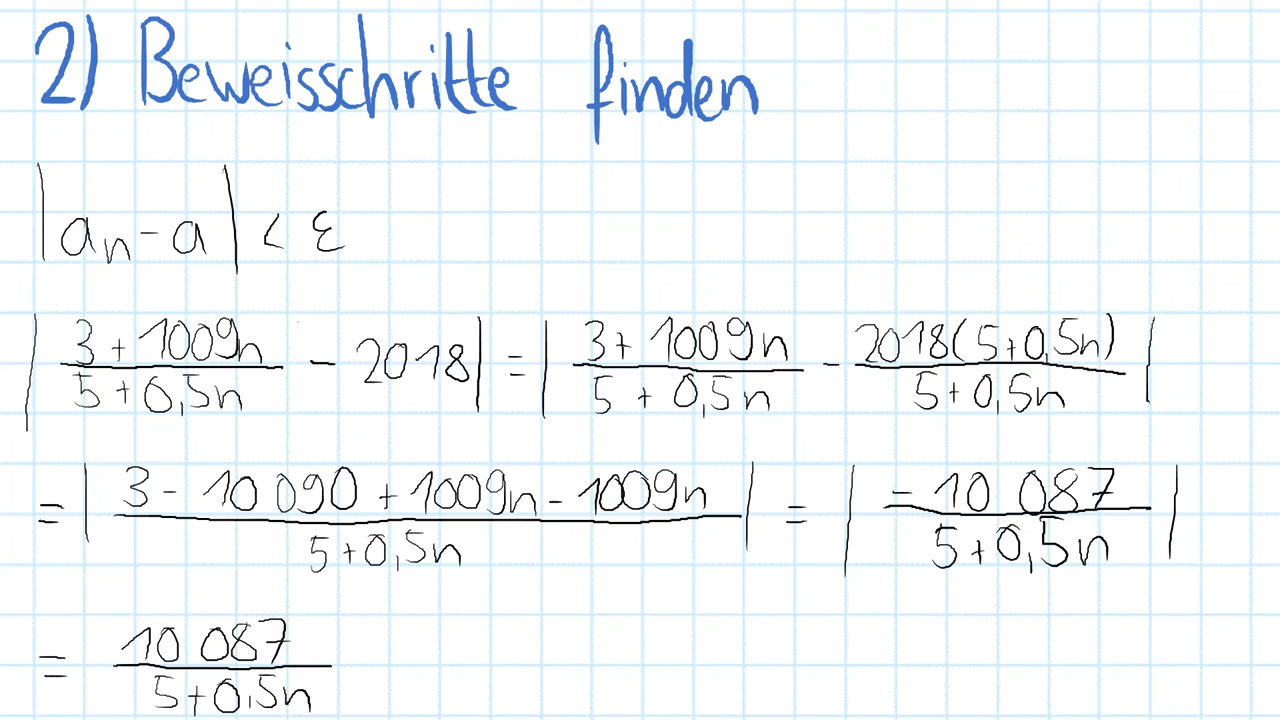 2) Beweisschritte finden
|aₙ - a| < ε
|(3 + 1009n)/(5 + 0,5n) - 2018| = |(3 + 1009n)/(5 + 0,5n) - (2018(5+0,5n))/(5+0,5n)|
= |(3 - 10 090 + 1009n - 1009n)/(5+0,5n)| = |(-10 087)/(5+0,5n)|
= (10 087)/(5+0,5n)